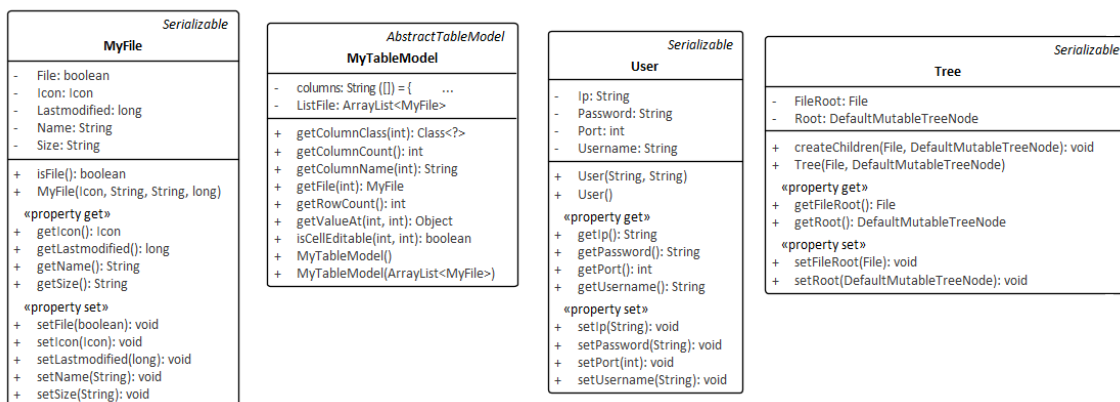 Serializable
MyFile
- File: boolean
- Icon: Icon
- Lastmodified: long
- Name: String
- Size: String
+ isFile(): boolean
+ MyFile(Icon, String, String, long)
«property get»
+ getIcon(): Icon
+ getLastmodified(): long
+ getName(): String
+ getSize(): String
«property set»
+ setFile(boolean): void
+ setIcon(Icon): void
+ setLastmodified(long): void
+ setName(String): void
+ setSize(String): void
AbstractTableModel
MyTableModel
- columns: String ([]) = { ...
- ListFile: ArrayList<MyFile>
+ getColumnClass(int): Class<?>
+ getColumnCount(): int
+ getColumnName(int): String
+ getFile(int): MyFile
+ getRowCount(): int
+ getValueAt(int, int): Object
+ isCellEditable(int, int): boolean
+ MyTableModel()
+ MyTableModel(ArrayList<MyFile>)
Serializable
User
- Ip: String
- Password: String
- Port: int
- Username: String
+ User(String, String)
+ User()
«property get»
+ getIp(): String
+ getPassword(): String
+ getPort(): int
+ getUsername(): String
«property set»
+ setIp(String): void
+ setPassword(String): void
+ setPort(int): void
+ setUsername(String): void
Serializable
Tree
- FileRoot: File
- Root: DefaultMutableTreeNode
+ createChildren(File, DefaultMutableTreeNode): void
+ Tree(File, DefaultMutableTreeNode)
«property get»
+ getFileRoot(): File
+ getRoot(): DefaultMutableTreeNode
«property set»
+ setFileRoot(File): void
+ setRoot(DefaultMutableTreeNode): void